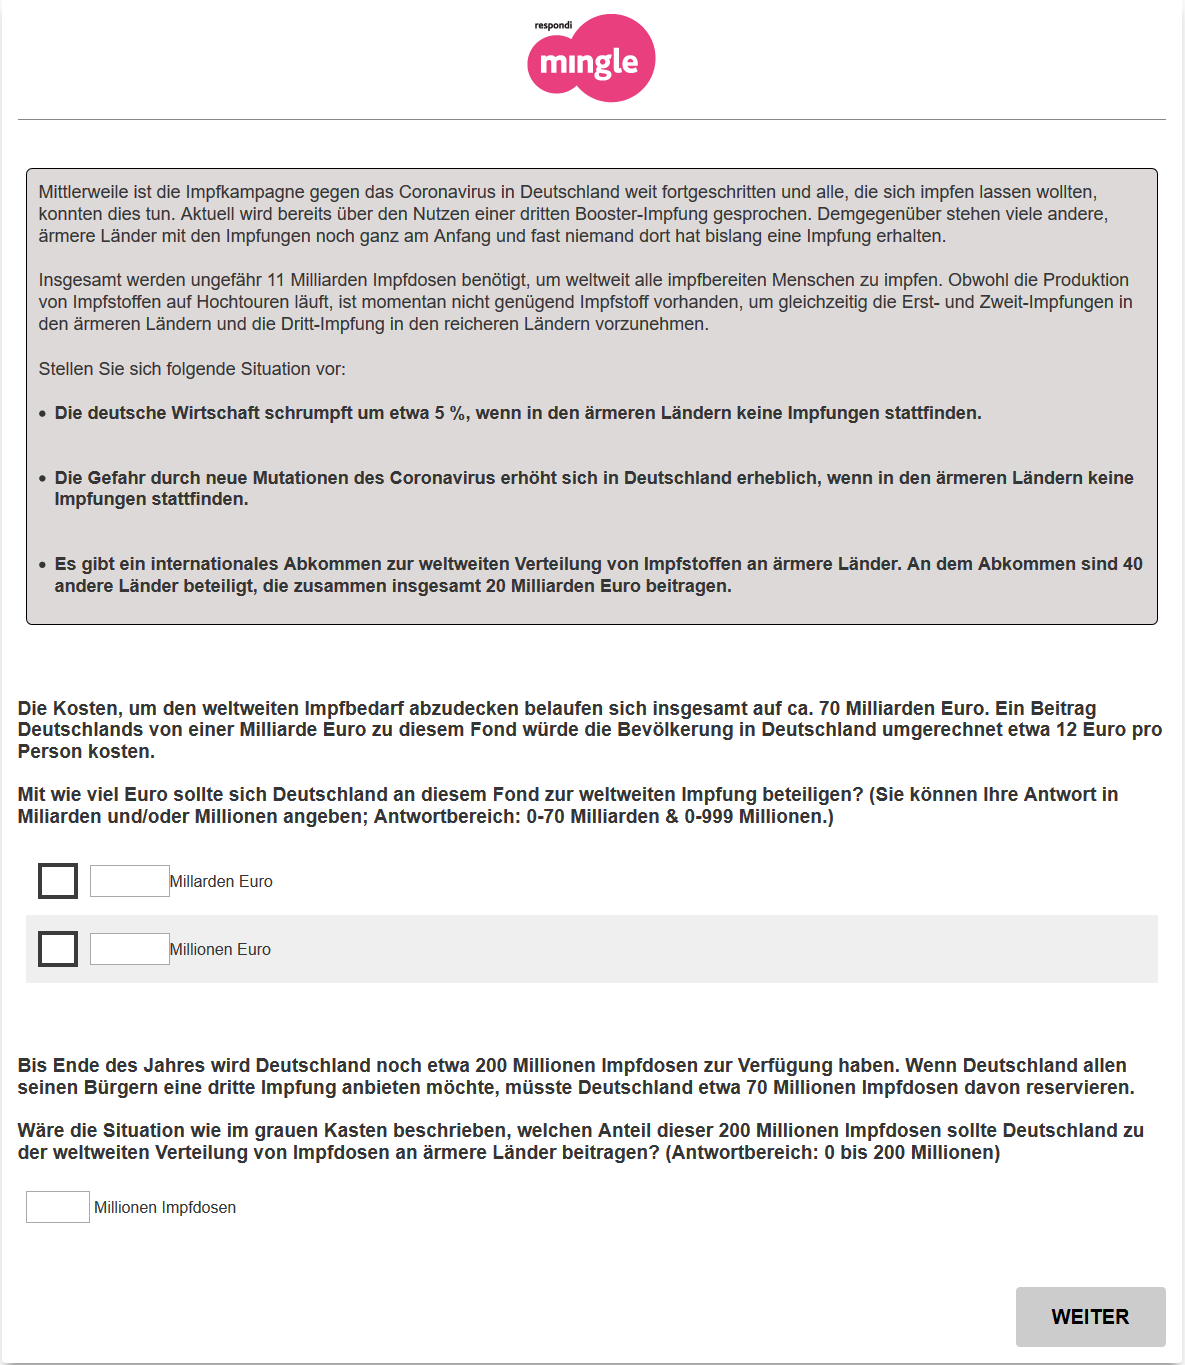 respondi
mingle
Mittlerweile ist die Impfkampagne gegen das Coronavirus in Deutschland weit fortgeschritten und alle, die sich impfen lassen wollten,
konnten dies tun. Aktuell wird bereits über den Nutzen einer dritten Booster-Impfung gesprochen. Demgegenüber stehen viele andere,
ärmere Länder mit den Impfungen noch ganz am Anfang und fast niemand dort hat bislang eine Impfung erhalten.
Insgesamt werden ungefähr 11 Milliarden Impfdosen benötigt, um weltweit alle impfbereiten Menschen zu impfen. Obwohl die Produktion
von Impfstoffen auf Hochtouren läuft, ist momentan nicht genügend Impfstoff vorhanden, um gleichzeitig die Erst- und Zweit-Impfungen in
den ärmeren Ländern und die Dritt-Impfung in den reicheren Ländern vorzunehmen.
Stellen Sie sich folgende Situation vor:
• Die deutsche Wirtschaft schrumpft um etwa 5 %, wenn in den ärmeren Ländern keine Impfungen stattfinden.
• Die Gefahr durch neue Mutationen des Coronavirus erhöht sich in Deutschland erheblich, wenn in den ärmeren Ländern keine
Impfungen stattfinden.
• Es gibt ein internationales Abkommen zur weltweiten Verteilung von Impfstoffen an ärmere Länder. An dem Abkommen sind 40
andere Länder beteiligt, die zusammen insgesamt 20 Milliarden Euro beitragen.
Die Kosten, um den weltweiten Impfbedarf abzudecken belaufen sich insgesamt auf ca. 70 Milliarden Euro. Ein Beitrag
Deutschlands von einer Milliarde Euro zu diesem Fond würde die Bevölkerung in Deutschland umgerechnet etwa 12 Euro pro
Person kosten.
Mit wie viel Euro sollte sich Deutschland an diesem Fond zur weltweiten Impfung beteiligen? (Sie können Ihre Antwort in
Miliarden und/oder Millionen angeben; Antwortbereich: 0-70 Milliarden & 0-999 Millionen.)
Millarden Euro
Millionen Euro
Bis Ende des Jahres wird Deutschland noch etwa 200 Millionen Impfdosen zur Verfügung haben. Wenn Deutschland allen
seinen Bürgern eine dritte Impfung anbieten möchte, müsste Deutschland etwa 70 Millionen Impfdosen davon reservieren.
Wäre die Situation wie im grauen Kasten beschrieben, welchen Anteil dieser 200 Millionen Impfdosen sollte Deutschland zu
der weltweiten Verteilung von Impfdosen an ärmere Länder beitragen? (Antwortbereich: 0 bis 200 Millionen)
Millionen Impfdosen
WEITER